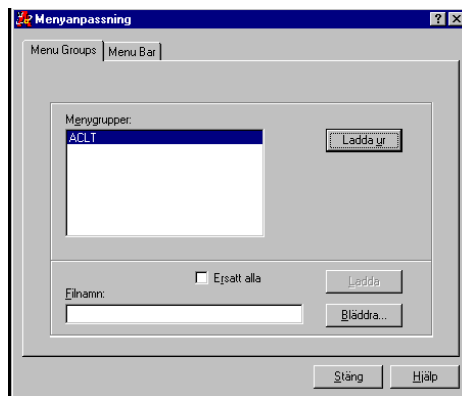 Menyanpassning
Menu Groups Menu Bar
Menygrupper:
ACLT
Ladda ur
Ersatt alla
Ladda
Filnamn:
Bläddra...
Stäng Hjälp